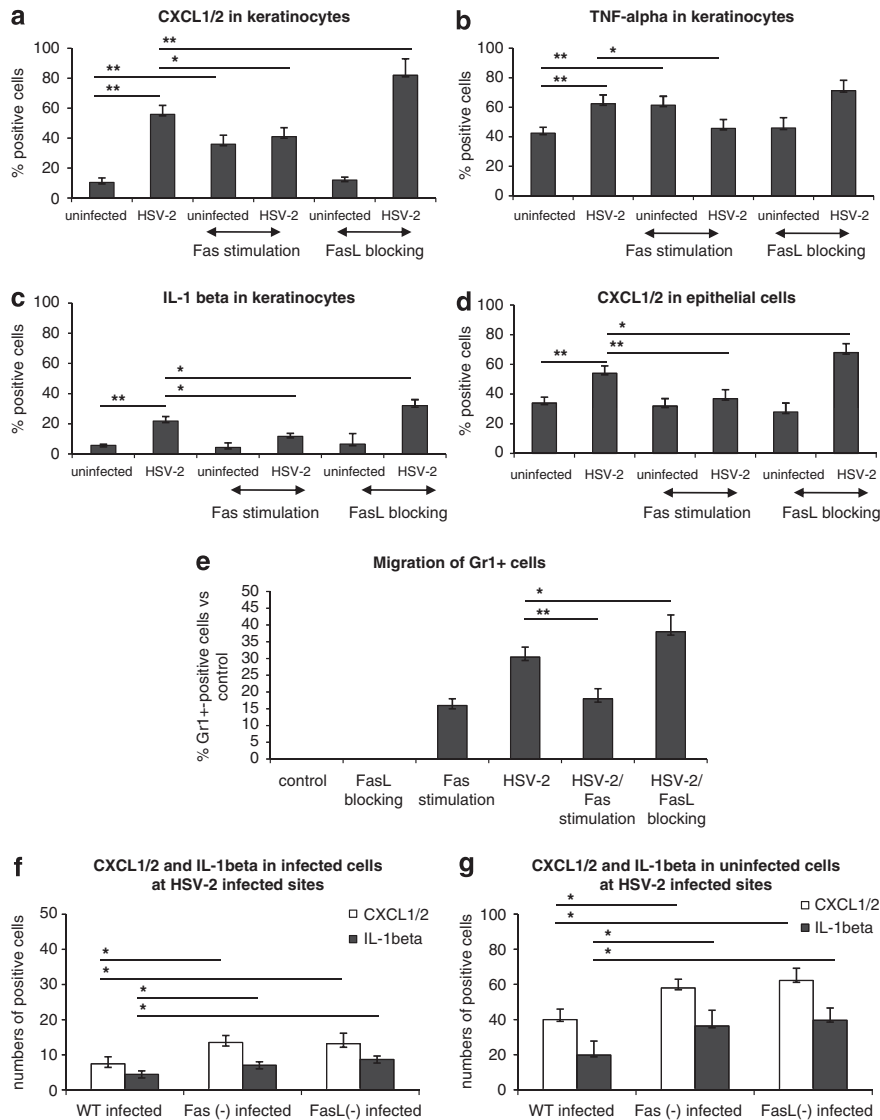 a CXCL1/2 in keratinocytes
% positive cells
100
80
60
40
20
0
** ** ** ** *
uninfected HSV-2 uninfected HSV-2 uninfected HSV-2
Fas stimulation FasL blocking
b TNF-alpha in keratinocytes
% positive cells
100
80
60
40
20
0
** ** *
uninfected HSV-2 uninfected HSV-2 uninfected HSV-2
Fas stimulation FasL blocking
c IL-1 beta in keratinocytes
% positive cells
100
80
60
40
20
0
** * *
uninfected HSV-2 uninfected HSV-2 uninfected HSV-2
Fas stimulation FasL blocking
d CXCL1/2 in epithelial cells
% positive cells
100
80
60
40
20
0
** * **
uninfected HSV-2 uninfected HSV-2 uninfected HSV-2
Fas stimulation FasL blocking
e Migration of Gr1+ cells
% Gr1+-positive cells vs
control
50
45
40
35
30
25
20
15
10
5
0
*
**
control FasL Fas HSV-2 HSV-2/ HSV-2/
blocking stimulation Fas FasL
stimulation blocking
f CXCL1/2 and IL-1beta in infected cells
at HSV-2 infected sites
numbers of positive cells
50
40
30
20
10
0
CXCL1/2
IL-1beta
* * * *
WT infected Fas (-) infected FasL(-) infected
g CXCL1/2 and IL-1beta in uninfected cells
at HSV-2 infected sites
numbers of positive cells
100
80
60
40
20
0
CXCL1/2
IL-1beta
* * * *
WT infected Fas (-) infected FasL(-) infected